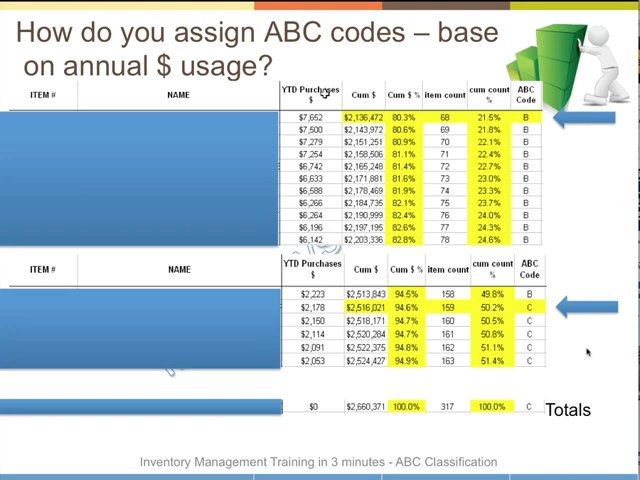 How do you assign ABC codes – base
on annual $ usage?
ITEM # NAME YTD Purchases $ Cum $ Cum $ % item count cum count % ABC Code
$7,652 $2,136,472 80.3% 68 21.5% B
$7,500 $2,143,972 80.6% 69 21.8% B
$7,279 $2,151,251 80.9% 70 22.1% B
$7,254 $2,158,506 81.1% 71 22.4% B
$6,742 $2,165,248 81.4% 72 22.7% B
$6,633 $2,171,881 81.6% 73 23.0% B
$6,588 $2,178,469 81.9% 74 23.3% B
$6,266 $2,184,735 82.1% 75 23.7% B
$6,264 $2,190,999 82.4% 76 24.0% B
$6,196 $2,197,195 82.6% 77 24.3% B
$6,142 $2,203,336 82.8% 78 24.6% B
ITEM # NAME YTD Purchases $ Cum $ Cum $ % item count cum count % ABC Code
$2,223 $2,513,843 94.5% 158 49.8% B
$2,178 $2,516,021 94.6% 159 50.2% C
$2,150 $2,518,171 94.7% 160 50.5% C
$2,114 $2,520,284 94.7% 161 50.8% C
$2,091 $2,522,375 94.8% 162 51.1% C
$2,053 $2,524,427 94.9% 163 51.4% C
$0 $2,660,371 100.0% 317 100.0% C Totals
Inventory Management Training in 3 minutes - ABC Classification